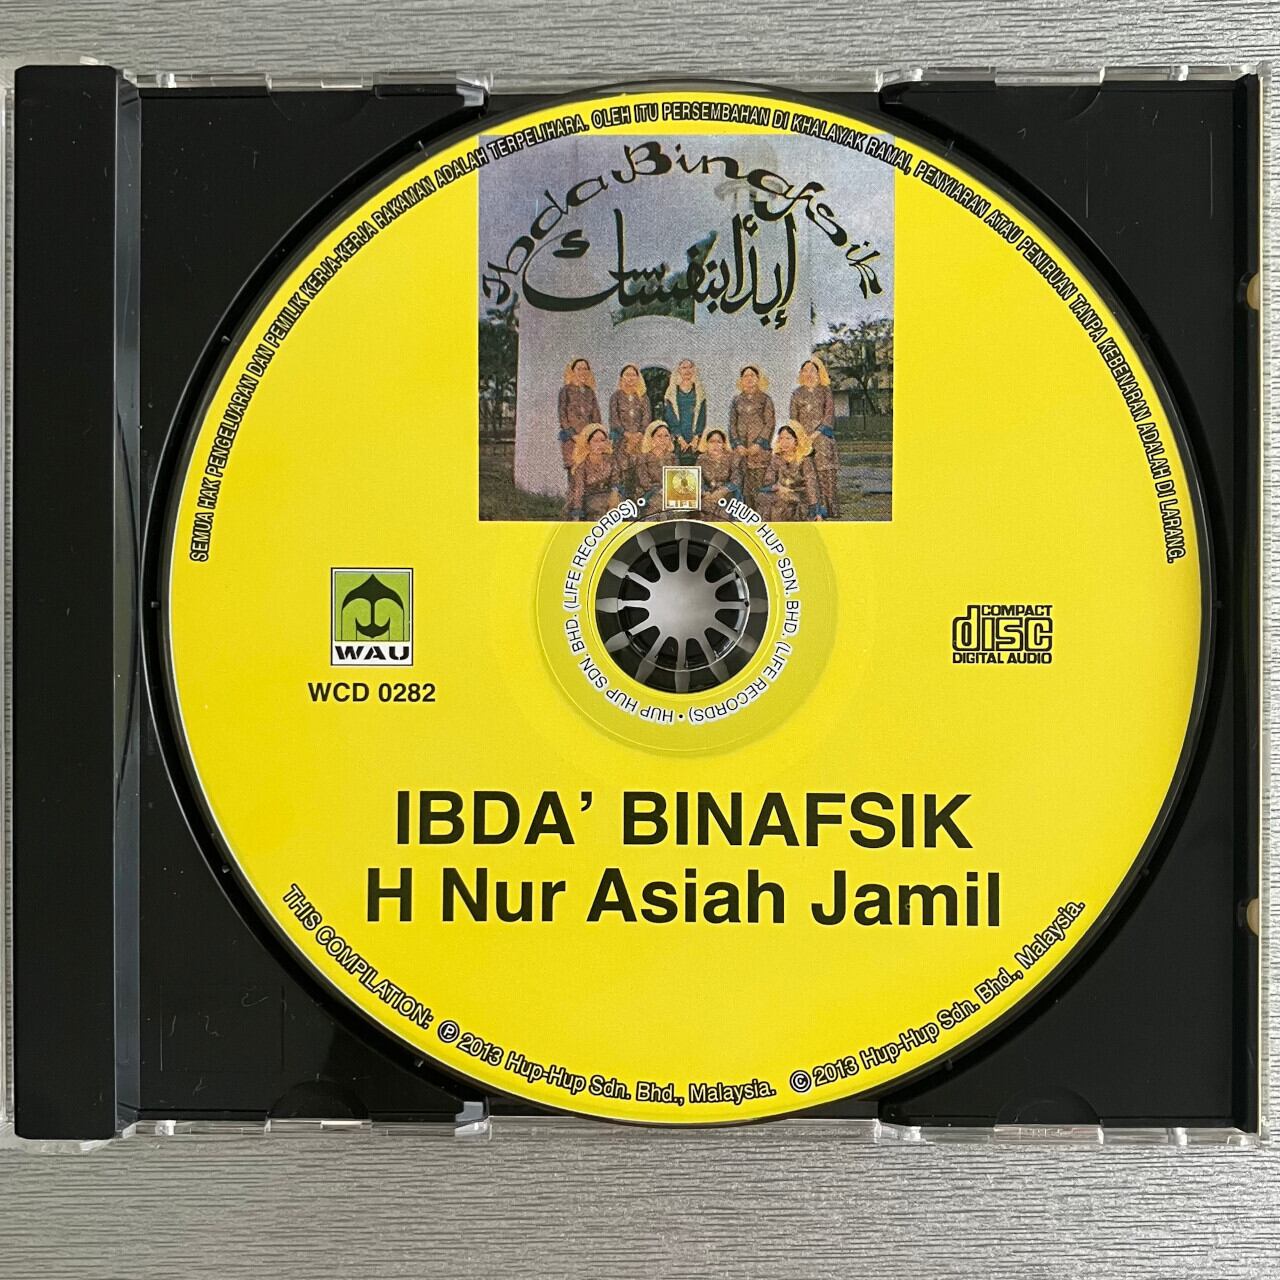 SEMUA HAK PENGELUARAN DAN PEMILIK KERJA-KERJA RAKAMAN ADALAH TERPELIHARA. OLEH ITU PERSEMBAHAN DI KHALAYAK RAMAI, PENYIARAN ATAU PENIRUAN TANPA KEBENARAN ADALAH DI LARANG.
Ibda Binafsik
إبدأ بنفسك
LIFE
• HUP HUP SDN. BHD. (LIFE RECORDS) • HUP HUP SDN. BHD. (LIFE RECORDS)
WAU
WCD 0282
COMPACT
disc
DIGITAL AUDIO
IBDA’ BINAFSIK
H Nur Asiah Jamil
THIS COMPILATION: ℗ 2013 Hup-Hup Sdn. Bhd., Malaysia. © 2013 Hup-Hup Sdn. Bhd., Malaysia.